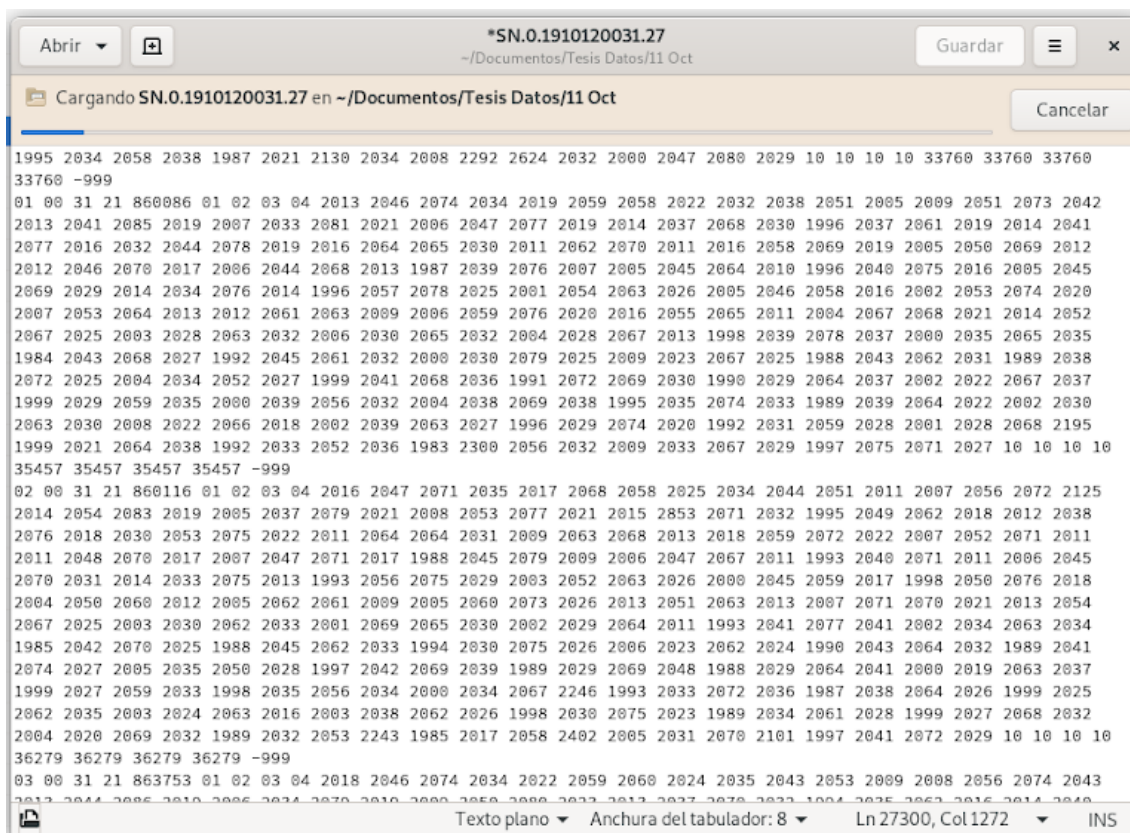 Abrir
*SN.0.1910120031.27
~/Documentos/Tesis Datos/11 Oct
Guardar
Cargando SN.0.1910120031.27 en ~/Documentos/Tesis Datos/11 Oct
Cancelar
1995 2034 2058 2038 1987 2021 2130 2034 2008 2292 2624 2032 2000 2047 2080 2029 10 10 10 10 33760 33760 33760
33760 -999
01 00 31 21 860086 01 02 03 04 2013 2046 2074 2034 2019 2059 2058 2022 2032 2038 2051 2005 2009 2051 2073 2042
2013 2041 2085 2019 2007 2033 2081 2021 2006 2047 2077 2019 2014 2037 2068 2030 1996 2037 2061 2019 2014 2041
2077 2016 2032 2044 2078 2019 2016 2064 2065 2030 2011 2062 2070 2011 2016 2058 2069 2019 2005 2050 2069 2012
2012 2046 2070 2017 2006 2044 2068 2013 1987 2039 2076 2007 2005 2045 2064 2010 1996 2040 2075 2016 2005 2045
2069 2029 2014 2034 2076 2014 1996 2057 2078 2025 2001 2054 2063 2026 2005 2046 2058 2016 2002 2053 2074 2020
2007 2053 2064 2013 2012 2061 2063 2009 2006 2059 2076 2020 2016 2055 2065 2011 2004 2067 2068 2021 2014 2052
2067 2025 2003 2028 2063 2032 2006 2030 2065 2032 2004 2028 2067 2013 1998 2039 2078 2037 2000 2035 2065 2035
1984 2043 2068 2027 1992 2045 2061 2032 2000 2030 2079 2025 2009 2023 2067 2025 1988 2043 2062 2031 1989 2038
2072 2025 2004 2034 2052 2027 1999 2041 2068 2036 1991 2072 2069 2030 1990 2029 2064 2037 2002 2022 2067 2037
1999 2029 2059 2035 2000 2039 2056 2032 2004 2038 2069 2038 1995 2035 2074 2033 1989 2039 2064 2022 2002 2030
2063 2030 2008 2022 2066 2018 2002 2039 2063 2027 1996 2029 2074 2020 1992 2031 2059 2028 2001 2028 2068 2195
1999 2021 2064 2038 1992 2033 2052 2036 1983 2300 2056 2032 2009 2033 2067 2029 1997 2075 2071 2027 10 10 10 10
35457 35457 35457 35457 -999
02 00 31 21 860116 01 02 03 04 2016 2047 2071 2035 2017 2068 2058 2025 2034 2044 2051 2011 2007 2056 2072 2125
2014 2054 2083 2019 2005 2037 2079 2021 2008 2053 2077 2021 2015 2853 2071 2032 1995 2049 2062 2018 2012 2038
2076 2018 2030 2053 2075 2022 2011 2064 2064 2031 2009 2063 2068 2013 2018 2059 2072 2022 2007 2052 2071 2011
2011 2048 2070 2017 2007 2047 2071 2017 1988 2045 2079 2009 2006 2047 2067 2011 1993 2040 2071 2011 2006 2045
2070 2031 2014 2033 2075 2013 1993 2056 2075 2029 2003 2052 2063 2026 2000 2045 2059 2017 1998 2050 2076 2018
2004 2050 2060 2012 2005 2062 2061 2009 2005 2060 2073 2026 2013 2051 2063 2013 2007 2071 2070 2021 2013 2054
2067 2025 2003 2030 2062 2033 2001 2069 2065 2030 2002 2029 2064 2011 1993 2041 2077 2041 2002 2034 2063 2034
1985 2042 2070 2025 1988 2045 2062 2033 1994 2030 2075 2026 2006 2023 2062 2024 1990 2043 2064 2032 1989 2041
2074 2027 2005 2035 2050 2028 1997 2042 2069 2039 1989 2029 2069 2048 1988 2029 2064 2041 2000 2019 2063 2037
1999 2027 2059 2033 1998 2035 2056 2034 2000 2034 2067 2246 1993 2033 2072 2036 1987 2038 2064 2026 1999 2025
2062 2035 2003 2024 2063 2016 2003 2038 2062 2026 1998 2030 2075 2023 1989 2034 2061 2028 1999 2027 2068 2032
2004 2020 2069 2032 1989 2032 2053 2243 1985 2017 2058 2402 2005 2031 2070 2101 1997 2041 2072 2029 10 10 10 10
36279 36279 36279 36279 -999
03 00 31 21 863753 01 02 03 04 2018 2046 2074 2034 2022 2059 2060 2024 2035 2043 2053 2009 2008 2056 2074 2043
Texto plano
Anchura del tabulador: 8
Ln 27300, Col 1272
INS